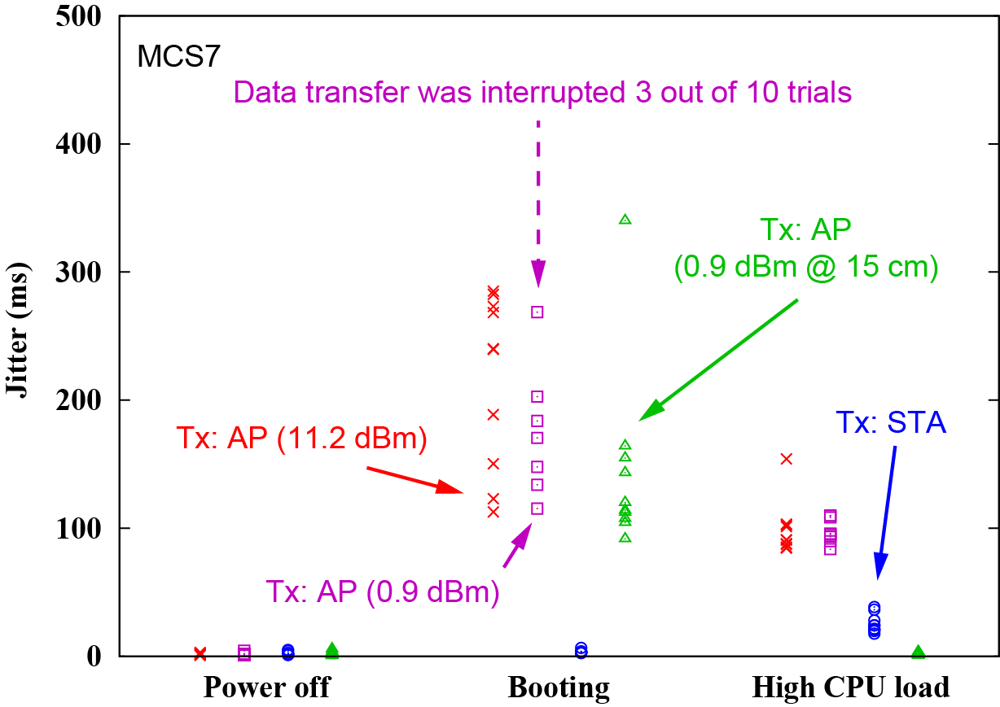 500
MCS7
Data transfer was interrupted 3 out of 10 trials
400
Tx: AP
(0.9 dBm @ 15 cm)
300
Jitter (ms)
200
Tx: STA
Tx: AP (11.2 dBm)
100
Tx: AP (0.9 dBm)
0
Power off
Booting
High CPU load